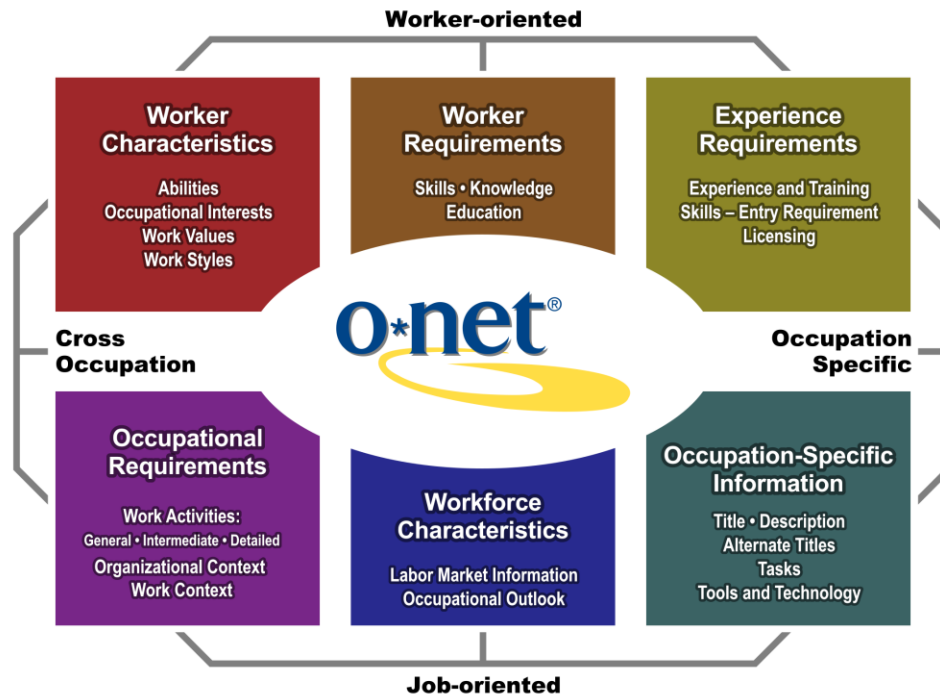 Worker-oriented
Worker
Characteristics
Abilities
Occupational Interests
Work Values
Work Styles
Worker
Requirements
Skills • Knowledge
Education
Experience
Requirements
Experience and Training
Skills – Entry Requirement
Licensing
o*net®
Cross
Occupation
Occupation
Specific
Occupational
Requirements
Work Activities:
General • Intermediate • Detailed
Organizational Context
Work Context
Workforce
Characteristics
Labor Market Information
Occupational Outlook
Occupation-Specific
Information
Title • Description
Alternate Titles
Tasks
Tools and Technology
Job-oriented